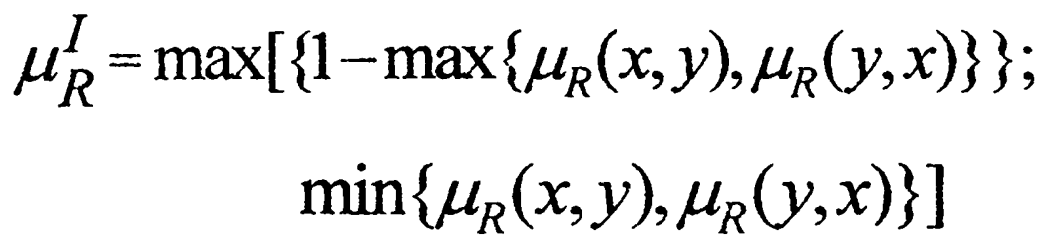 μ_R^I = max[{1−max{μ_R(x,y),μ_R(y,x)}};
min{μ_R(x,y),μ_R(y,x)}]